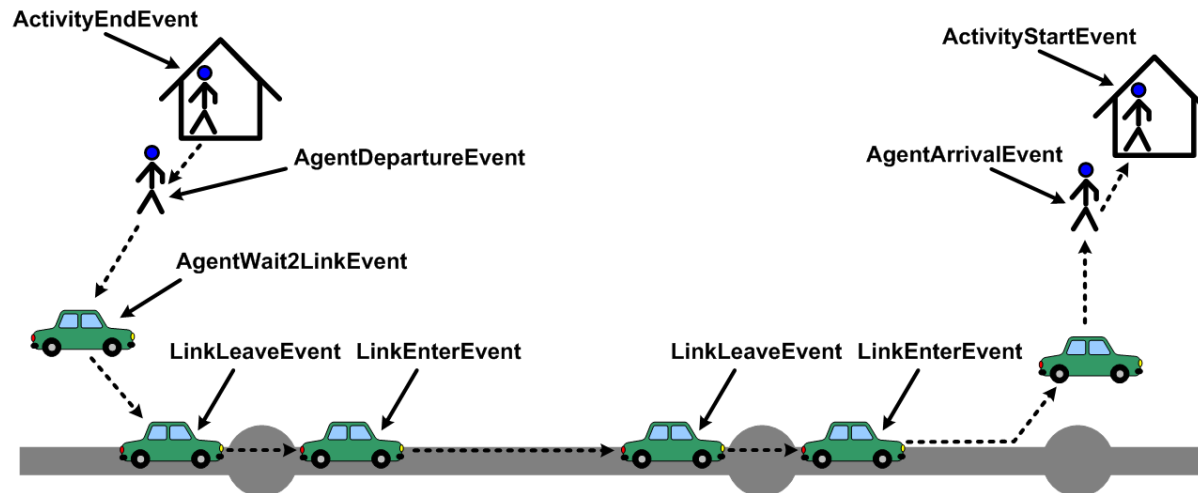 ActivityEndEvent
ActivityStartEvent
AgentDepartureEvent
AgentArrivalEvent
AgentWait2LinkEvent
LinkLeaveEvent
LinkEnterEvent
LinkLeaveEvent
LinkEnterEvent